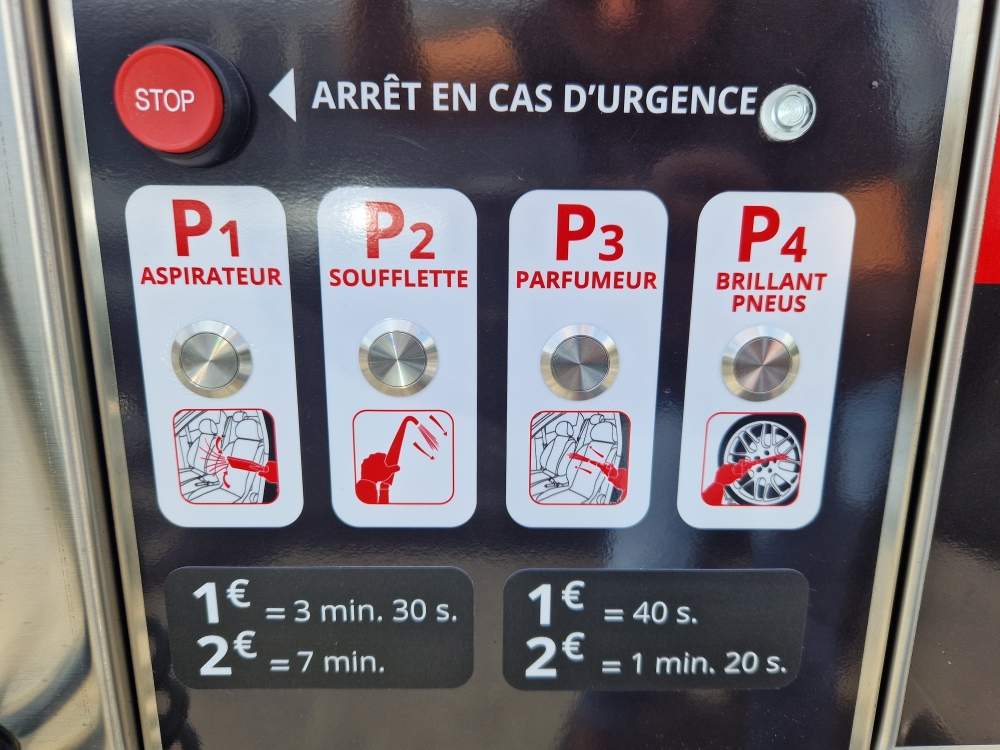 STOP
ARRÊT EN CAS D'URGENCE
P1
ASPIRATEUR
P2
SOUFFLETTE
P3
PARFUMEUR
P4
BRILLANT
PNEUS
1€ = 3 min. 30 s.
2€ = 7 min.
1€ = 40 s.
2€ = 1 min. 20 s.